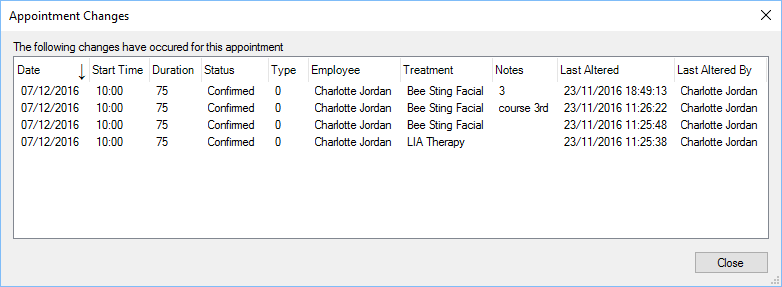 Appointment Changes
The following changes have occured for this appointment
Date Start Time Duration Status Type Employee Treatment Notes Last Altered Last Altered By
07/12/2016 10:00 75 Confirmed 0 Charlotte Jordan Bee Sting Facial 3 23/11/2016 18:49:13 Charlotte Jordan
07/12/2016 10:00 75 Confirmed 0 Charlotte Jordan Bee Sting Facial course 3rd 23/11/2016 11:26:22 Charlotte Jordan
07/12/2016 10:00 75 Confirmed 0 Charlotte Jordan Bee Sting Facial 23/11/2016 11:25:48 Charlotte Jordan
07/12/2016 10:00 75 Confirmed 0 Charlotte Jordan LIA Therapy 23/11/2016 11:25:38 Charlotte Jordan
Close